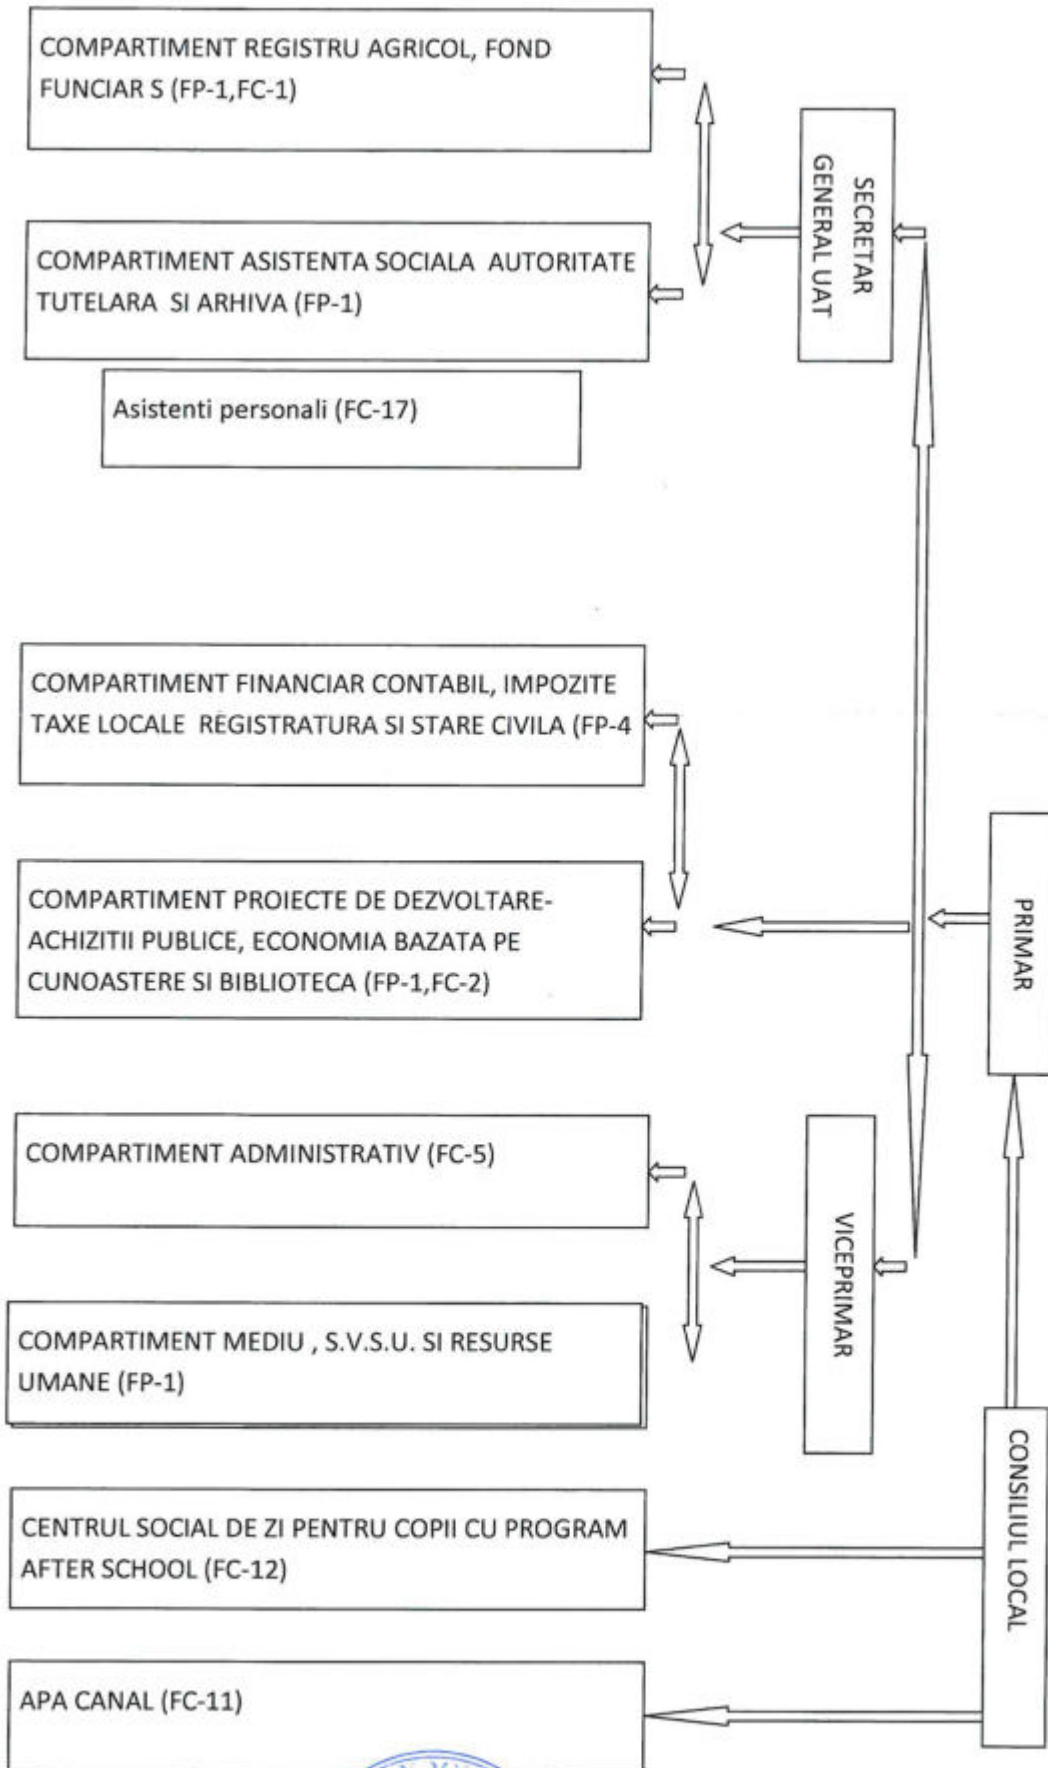 COMPARTIMENT REGISTRU AGRICOL, FOND
FUNCIAR S (FP-1,FC-1)
SECRETAR
GENERAL UAT
COMPARTIMENT ASISTENTA SOCIALA AUTORITATE
TUTELARA SI ARHIVA (FP-1)
Asistenti personali (FC-17)
COMPARTIMENT FINANCIAR CONTABIL, IMPOZITE
TAXE LOCALE REGISTRATURA SI STARE CIVILA (FP-4
PRIMAR
COMPARTIMENT PROIECTE DE DEZVOLTARE-
ACHIZITII PUBLICE, ECONOMIA BAZATA PE
CUNOASTERE SI BIBLIOTECA (FP-1,FC-2)
COMPARTIMENT ADMINISTRATIV (FC-5)
VICEPRIMAR
COMPARTIMENT MEDIU , S.V.S.U. SI RESURSE
UMANE (FP-1)
CONSILIUL LOCAL
CENTRUL SOCIAL DE ZI PENTRU COPII CU PROGRAM
AFTER SCHOOL (FC-12)
APA CANAL (FC-11)